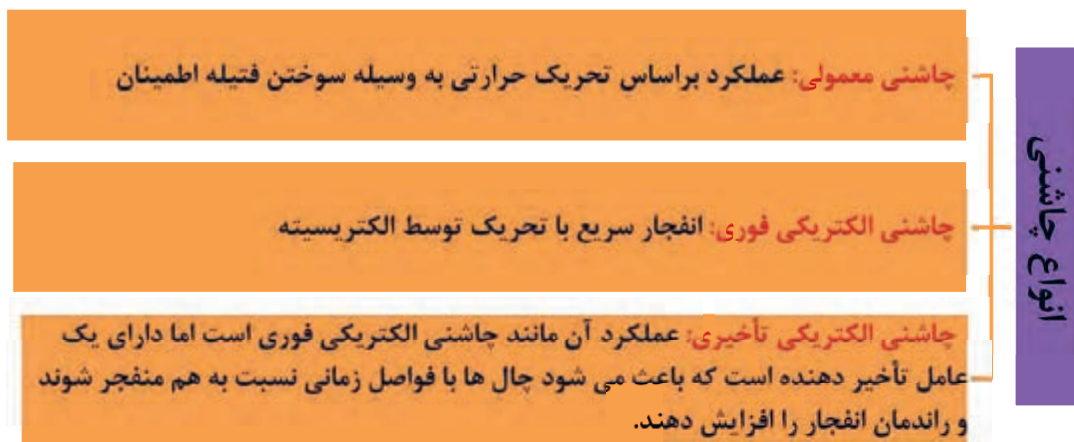 انواع چاشنی
چاشنی معمولی: عملکرد براساس تحریک حرارتی به وسیله سوختن فتیله اطمینان
چاشنی الکتریکی فوری: انفجار سریع با تحریک توسط الکتریسیته
چاشنی الکتریکی تأخیری: عملکرد آن مانند چاشنی الکتریکی فوری است اما دارای یک
عامل تأخیر دهنده است که باعث می شود چال ها با فواصل زمانی نسبت به هم منفجر شوند
و راندمان انفجار را افزایش دهند.